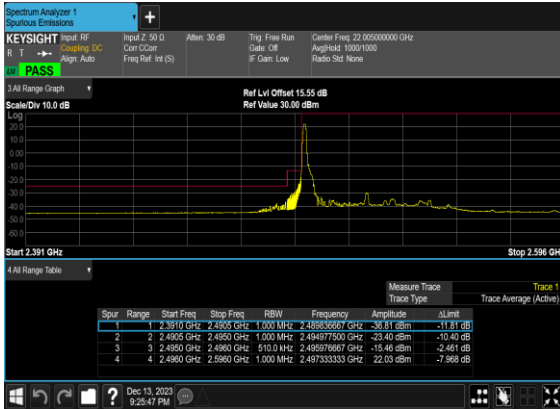 Spectrum Analyzer 1
Spurious Emissions
+
KEYSIGHT Input: RF Input Z: 50 Ω Atten: 30 dB Trig: Free Run Center Freq: 22.005000000 GHz
R T Coupling: DC Corr CCorr Gate: Off Avg|Hold: 1000/1000
Align: Auto Freq Ref: Int (S) IF Gain: Low Radio Std: None
PASS
3 All Range Graph
Ref Lvl Offset 15.55 dB
Scale/Div 10.0 dB Ref Value 30.00 dBm
Log
20.0
10.0
0.00
-10.0
-20.0
-30.0
-40.0
-50.0
-60.0
Start 2.391 GHz Stop 2.596 GH
4 All Range Table
Measure Trace Trace 1
Trace Type Trace Average (Active)
Spur Range Start Freq Stop Freq RBW Frequency Amplitude ΔLimit
1 1 2.3910 GHz 2.4905 GHz 1.000 MHz 2.489836667 GHz -36.81 dBm -11.81 dB
2 2 2.4905 GHz 2.4950 GHz 1.000 MHz 2.494977500 GHz -23.40 dBm -10.40 dB
3 3 2.4950 GHz 2.4960 GHz 510.0 kHz 2.495976667 GHz -15.46 dBm -2.461 dB
4 4 2.4960 GHz 2.5960 GHz 1.000 MHz 2.497333333 GHz 22.03 dBm -7.968 dB
?
Dec 13, 2023
9:25:47 PM